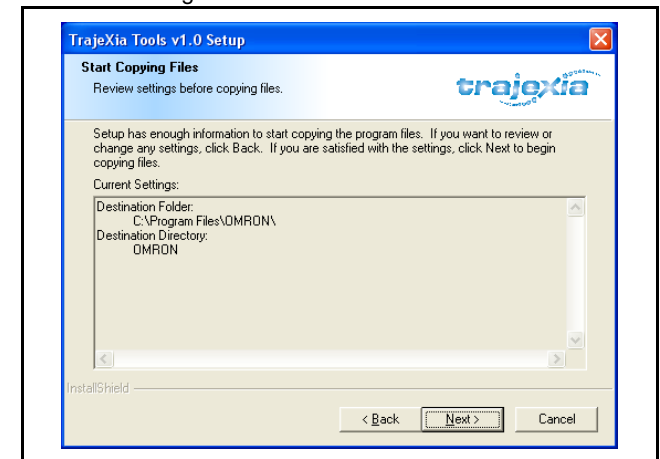 TrajeXia Tools v1.0 Setup
Start Copying Files
Review settings before copying files.
trajexia
Setup has enough information to start copying the program files. If you want to review or
change any settings, click Back. If you are satisfied with the settings, click Next to begin
copying files.
Current Settings:
Destination Folder:
C:\Program Files\OMRON\
Destination Directory:
OMRON
InstallShield
< Back
Next >
Cancel